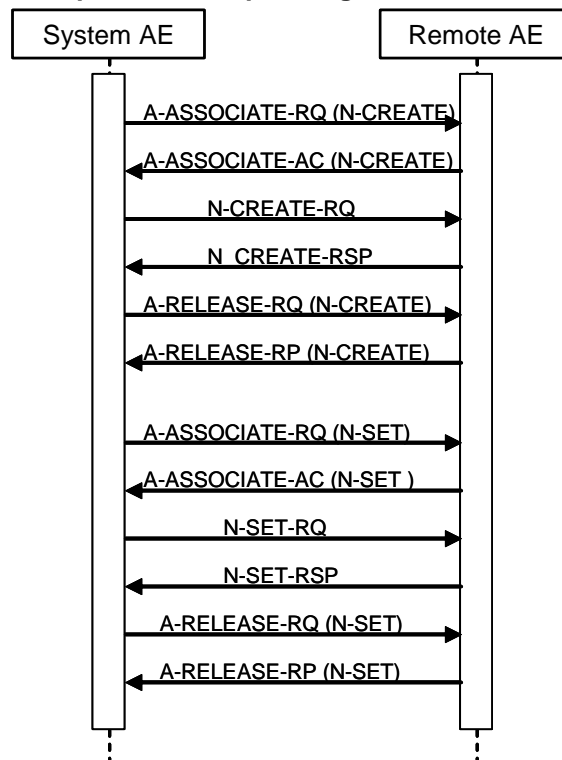 System AE
Remote AE
A-ASSOCIATE-RQ (N-CREATE)
A-ASSOCIATE-AC (N-CREATE)
N-CREATE-RQ
N CREATE-RSP
A-RELEASE-RQ (N-CREATE)
A-RELEASE-RP (N-CREATE)
A-ASSOCIATE-RQ (N-SET)
A-ASSOCIATE-AC (N-SET )
N-SET-RQ
N-SET-RSP
A-RELEASE-RQ (N-SET)
A-RELEASE-RP (N-SET)